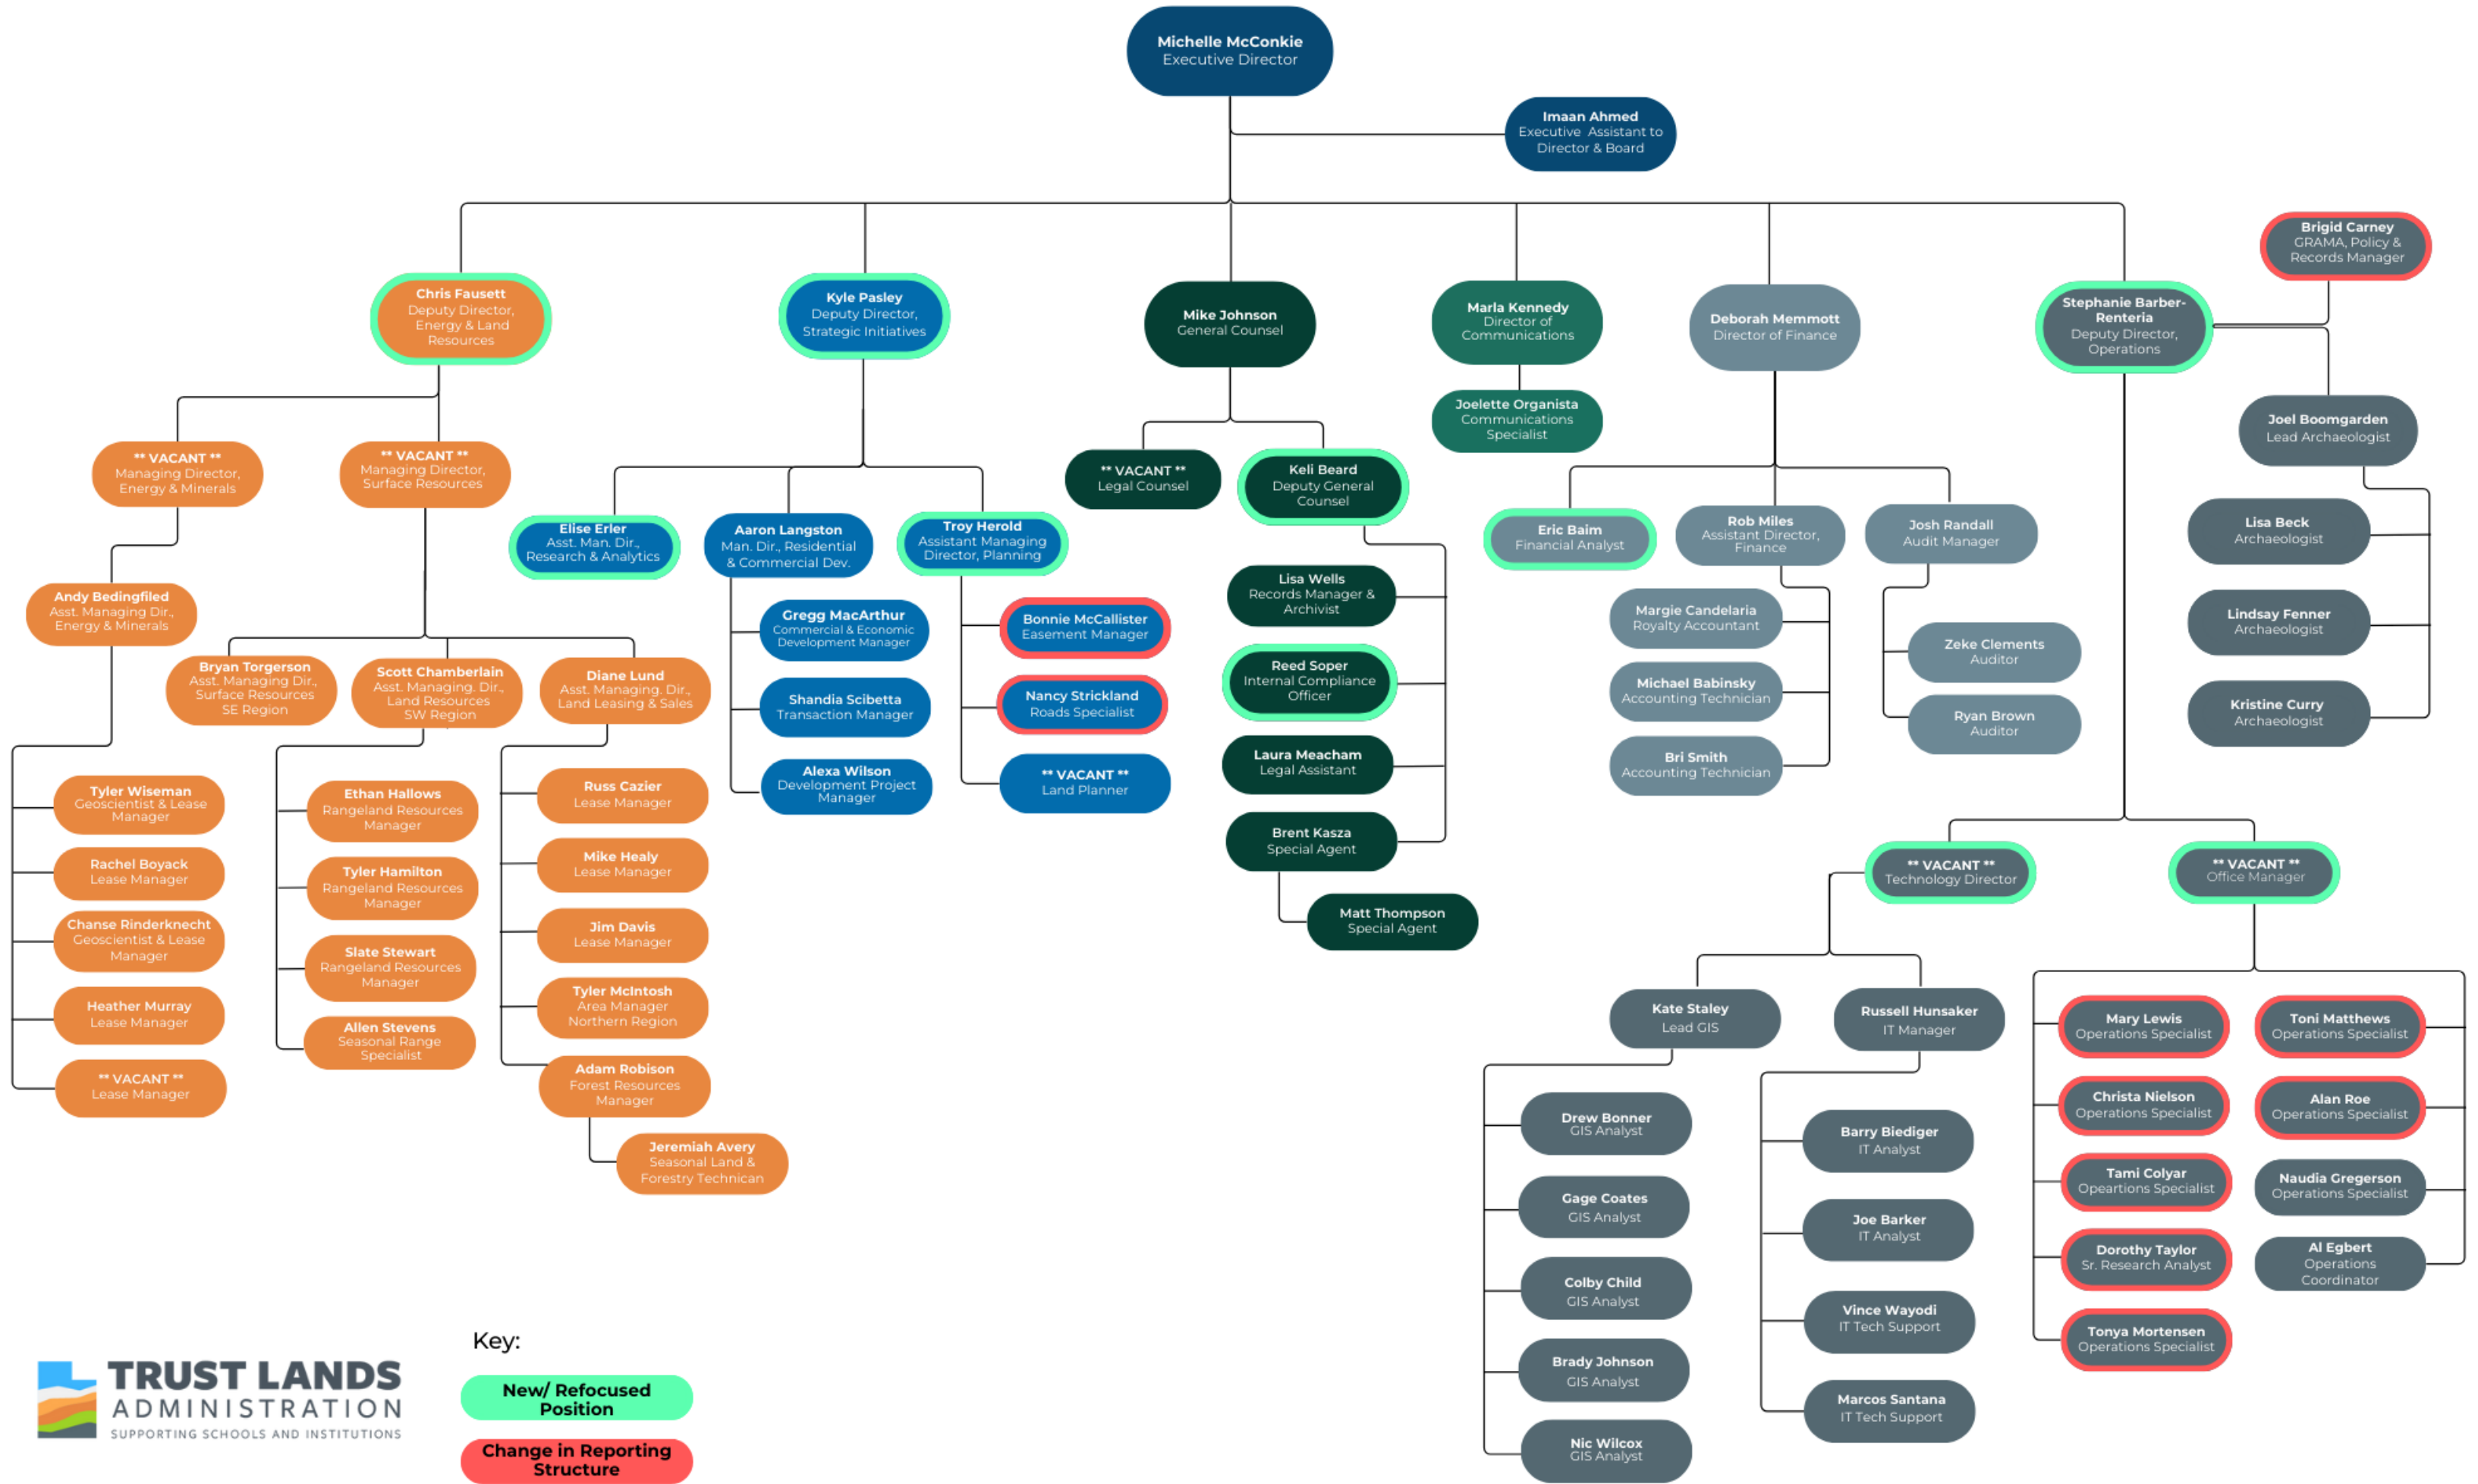 Michelle McConkie
Executive Director
Imaan Ahmed
Executive Assistant to
Director & Board
Brigid Carney
GRAMA, Policy &
Records Manager
Chris Fausett
Deputy Director,
Energy & Land
Resources
Kyle Pasley
Deputy Director,
Strategic Initiatives
Mike Johnson
General Counsel
Marla Kennedy
Director of
Communications
Deborah Memmott
Director of Finance
Stephanie Barber-
Renteria
Deputy Director,
Operations
Joelette Organista
Communications
Specialist
Joel Boomgarden
Lead Archaeologist
** VACANT **
Managing Director,
Energy & Minerals
** VACANT **
Managing Director,
Surface Resources
** VACANT **
Legal Counsel
Keli Beard
Deputy General
Counsel
Elise Erler
Asst. Man. Dir.,
Research & Analytics
Aaron Langston
Man. Dir., Residential
& Commercial Dev.
Troy Herold
Assistant Managing
Director, Planning
Eric Baim
Financial Analyst
Rob Miles
Assistant Director,
Finance
Josh Randall
Audit Manager
Lisa Beck
Archaeologist
Lindsay Fenner
Archaeologist
Kristine Curry
Archaeologist
Andy Bedingfiled
Asst. Managing Dir.,
Energy & Minerals
Bryan Torgerson
Asst. Managing Dir.,
Surface Resources
SE Region
Scott Chamberlain
Asst. Managing. Dir.,
Land Resources
SW Region
Diane Lund
Asst. Managing. Dir.,
Land Leasing & Sales
Gregg MacArthur
Commercial & Economic
Development Manager
Shandia Scibetta
Transaction Manager
Alexa Wilson
Development Project
Manager
Bonnie McCallister
Easement Manager
Nancy Strickland
Roads Specialist
** VACANT **
Land Planner
Lisa Wells
Records Manager &
Archivist
Reed Soper
Internal Compliance
Officer
Laura Meacham
Legal Assistant
Brent Kasza
Special Agent
Matt Thompson
Special Agent
Margie Candelaria
Royalty Accountant
Michael Babinsky
Accounting Technician
Bri Smith
Accounting Technician
Zeke Clements
Auditor
Ryan Brown
Auditor
Tyler Wiseman
Geoscientist & Lease
Manager
Rachel Boyack
Lease Manager
Chanse Rinderknecht
Geoscientist & Lease
Manager
Heather Murray
Lease Manager
** VACANT **
Lease Manager
Ethan Hallows
Rangeland Resources
Manager
Tyler Hamilton
Rangeland Resources
Manager
Slate Stewart
Rangeland Resources
Manager
Allen Stevens
Seasonal Range
Specialist
Russ Cazier
Lease Manager
Mike Healy
Lease Manager
Jim Davis
Lease Manager
Tyler McIntosh
Area Manager
Northern Region
Adam Robison
Forest Resources
Manager
Jeremiah Avery
Seasonal Land &
Forestry Technican
** VACANT **
Technology Director
** VACANT **
Office Manager
Kate Staley
Lead GIS
Russell Hunsaker
IT Manager
Drew Bonner
GIS Analyst
Gage Coates
GIS Analyst
Colby Child
GIS Analyst
Brady Johnson
GIS Analyst
Nic Wilcox
GIS Analyst
Barry Biediger
IT Analyst
Joe Barker
IT Analyst
Vince Wayodi
IT Tech Support
Marcos Santana
IT Tech Support
Mary Lewis
Operations Specialist
Christa Nielson
Operations Specialist
Tami Colyar
Opeartions Specialist
Dorothy Taylor
Sr. Research Analyst
Tonya Mortensen
Operations Specialist
Toni Matthews
Operations Specialist
Alan Roe
Operations Specialist
Naudia Gregerson
Operations Specialist
Al Egbert
Operations
Coordinator
TRUST LANDS
ADMINISTRATION
SUPPORTING SCHOOLS AND INSTITUTIONS
Key:
New/ Refocused
Position
Change in Reporting
Structure